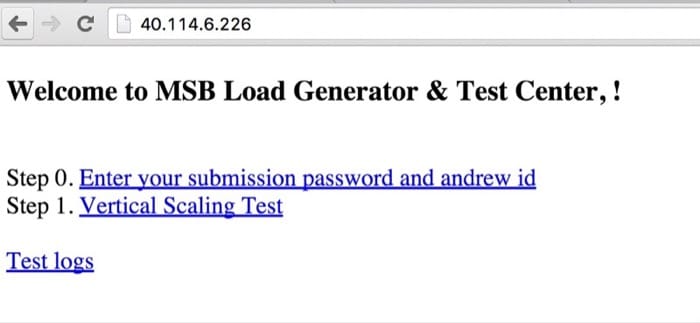 40.114.6.226
Welcome to MSB Load Generator & Test Center, !
Step 0. Enter your submission password and andrew id
Step 1. Vertical Scaling Test
Test logs